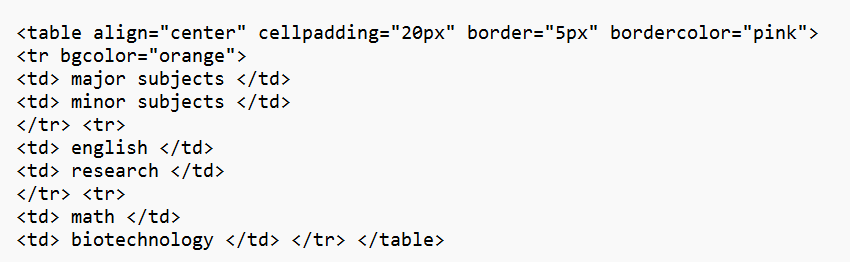 <table align="center" cellpadding="20px" border="5px" bordercolor="pink">
<tr bgcolor="orange">
<td> major subjects </td>
<td> minor subjects </td>
</tr> <tr>
<td> english </td>
<td> research </td>
</tr> <tr>
<td> math </td>
<td> biotechnology </td> </tr> </table>